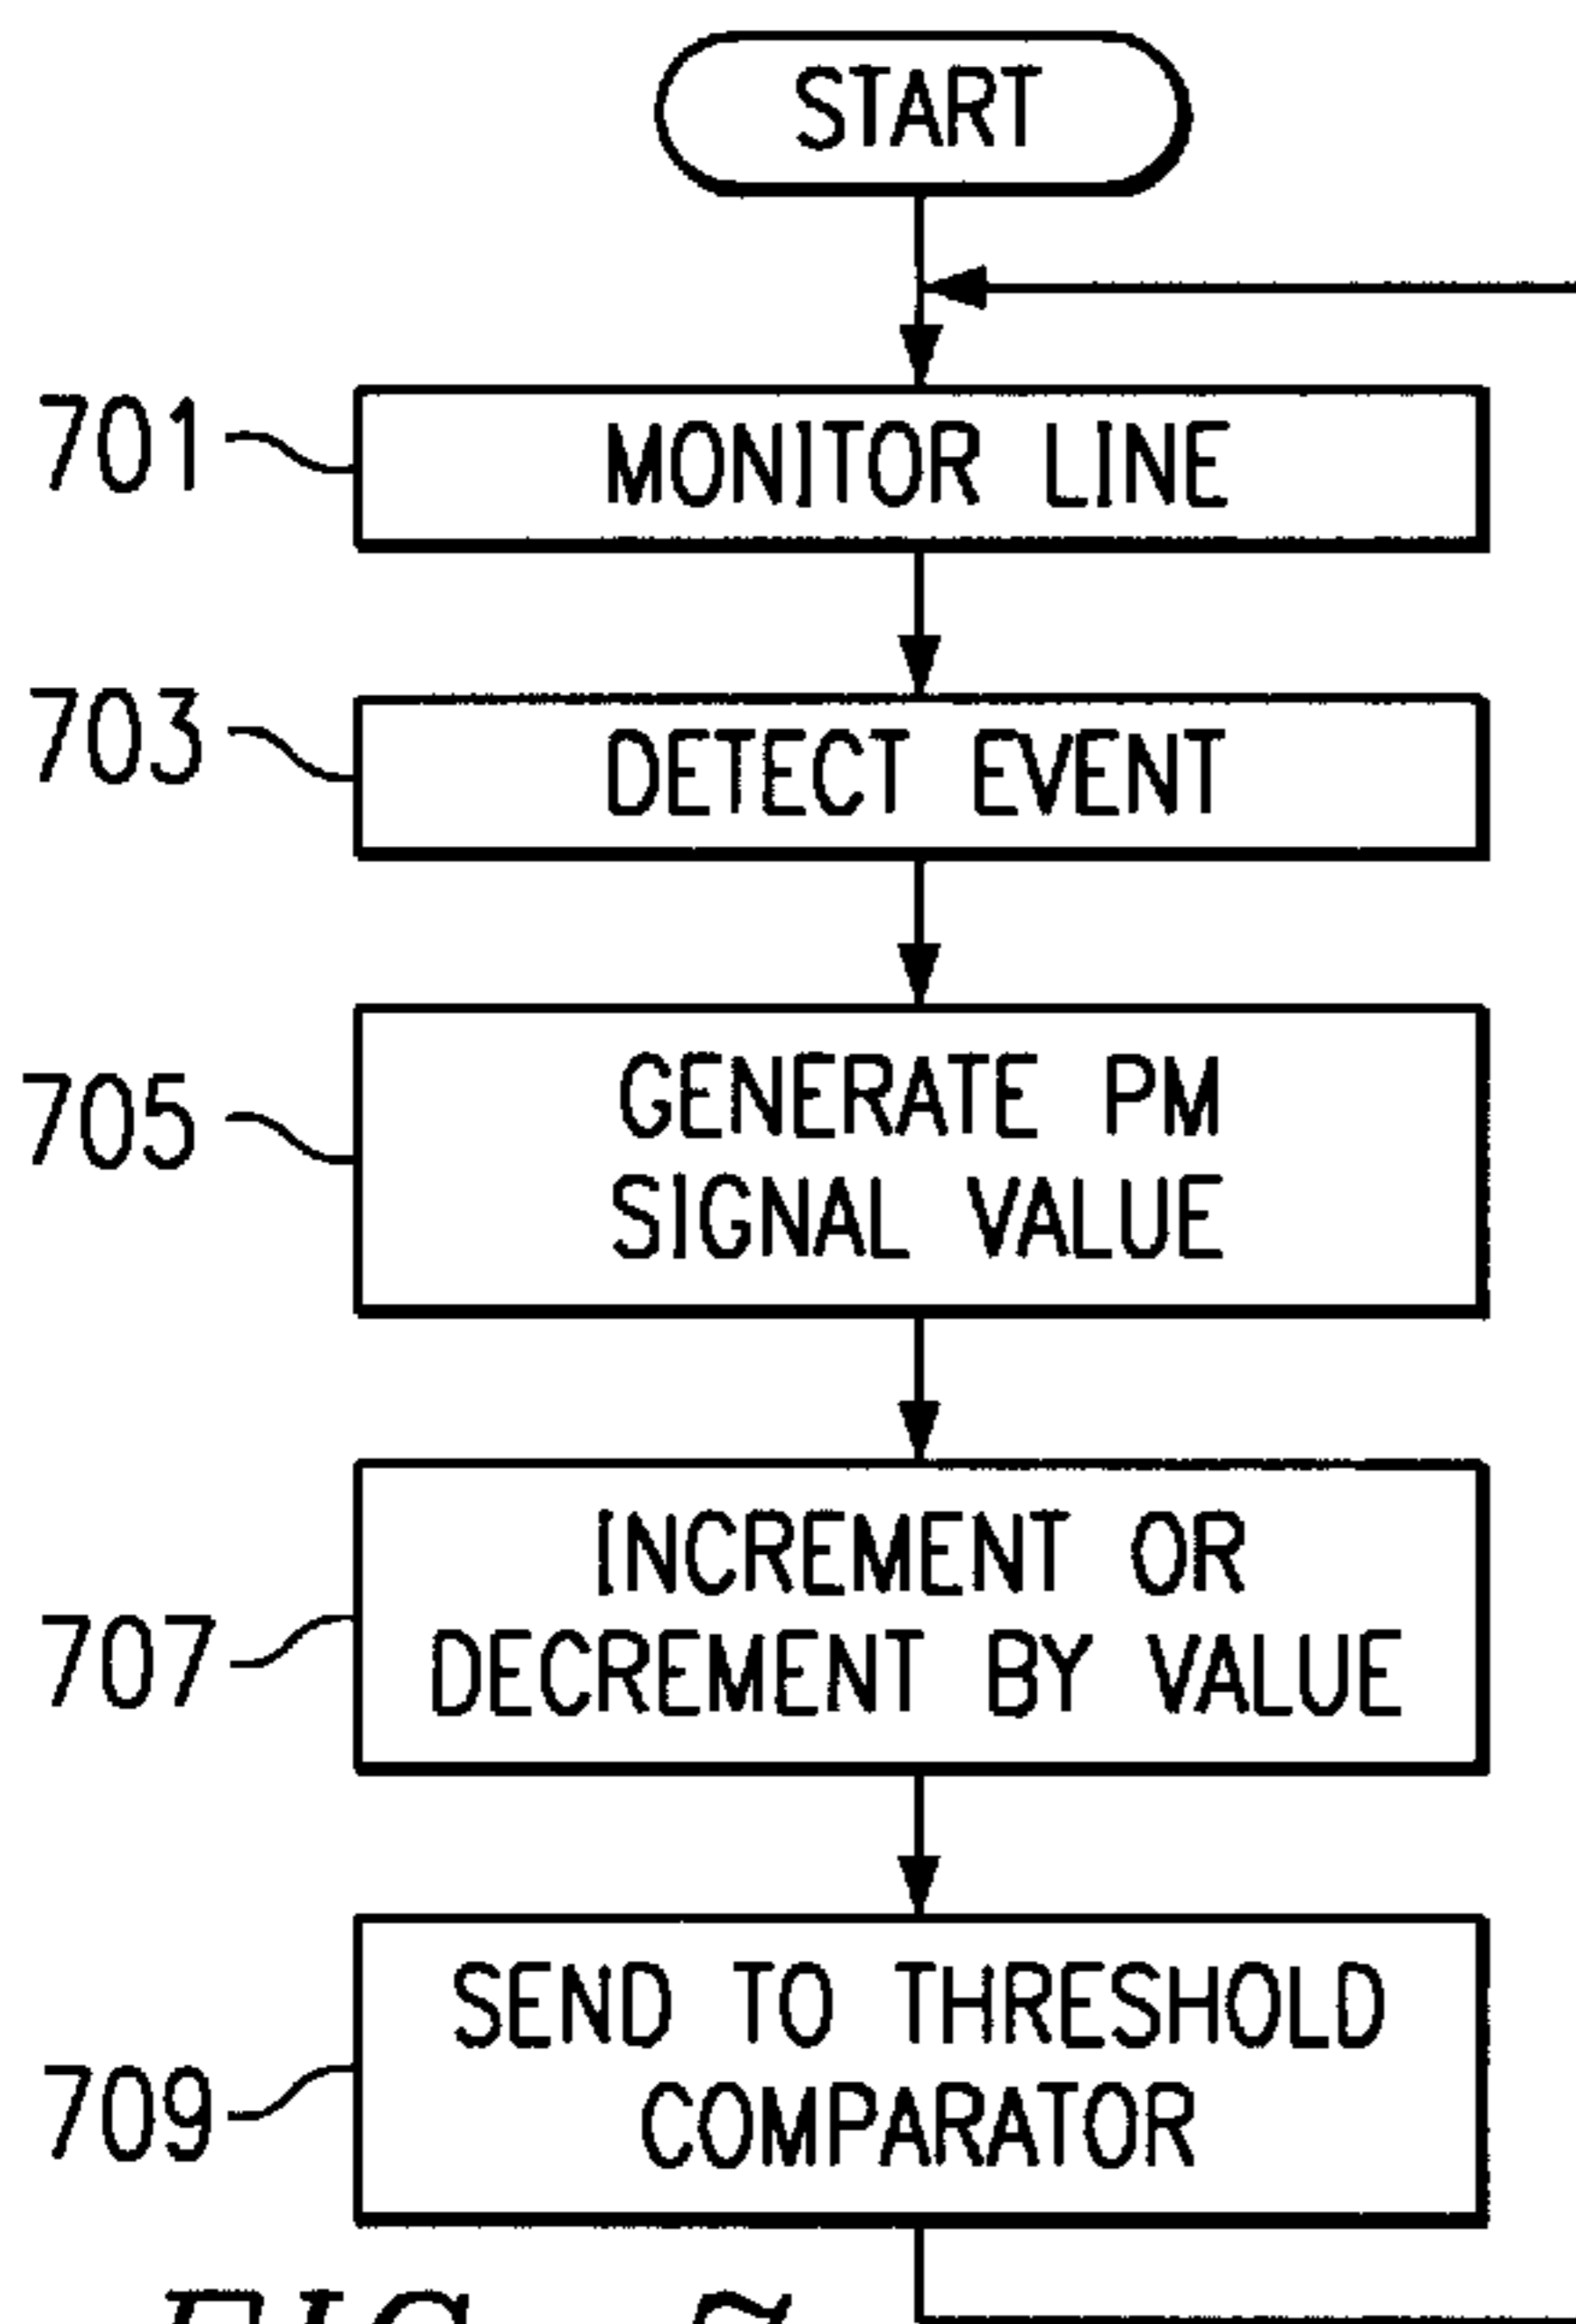 START
701
MONITOR LINE
703
DETECT EVENT
705
GENERATE PM
SIGNAL VALUE
707
INCREMENT OR
DECREMENT BY VALUE
709
SEND TO THRESHOLD
COMPARATOR